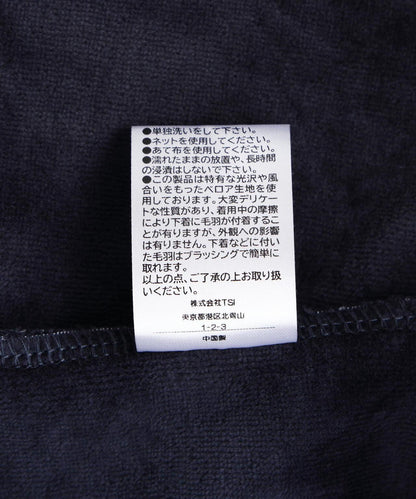 ●単独洗いをして下さい。
●ネットを使用してください。
●あて布を使用してください。
●濡れたままの放置や、長時間
の浸漬はしないで下さい。
●この製品は特有な光沢や風
合いをもったベロア生地を使
用しております。大変デリケー
トな性質があり、着用中の摩擦
により下着に毛羽が付着するこ
とが有りますが、外観への影響
は有りません。下着などに付い
た毛羽はブラッシングで簡単に
取れます。
以上の点、ご了承の上お取り扱
いください。
株式会社TSI
東京都港区北青山
1-2-3
中国製